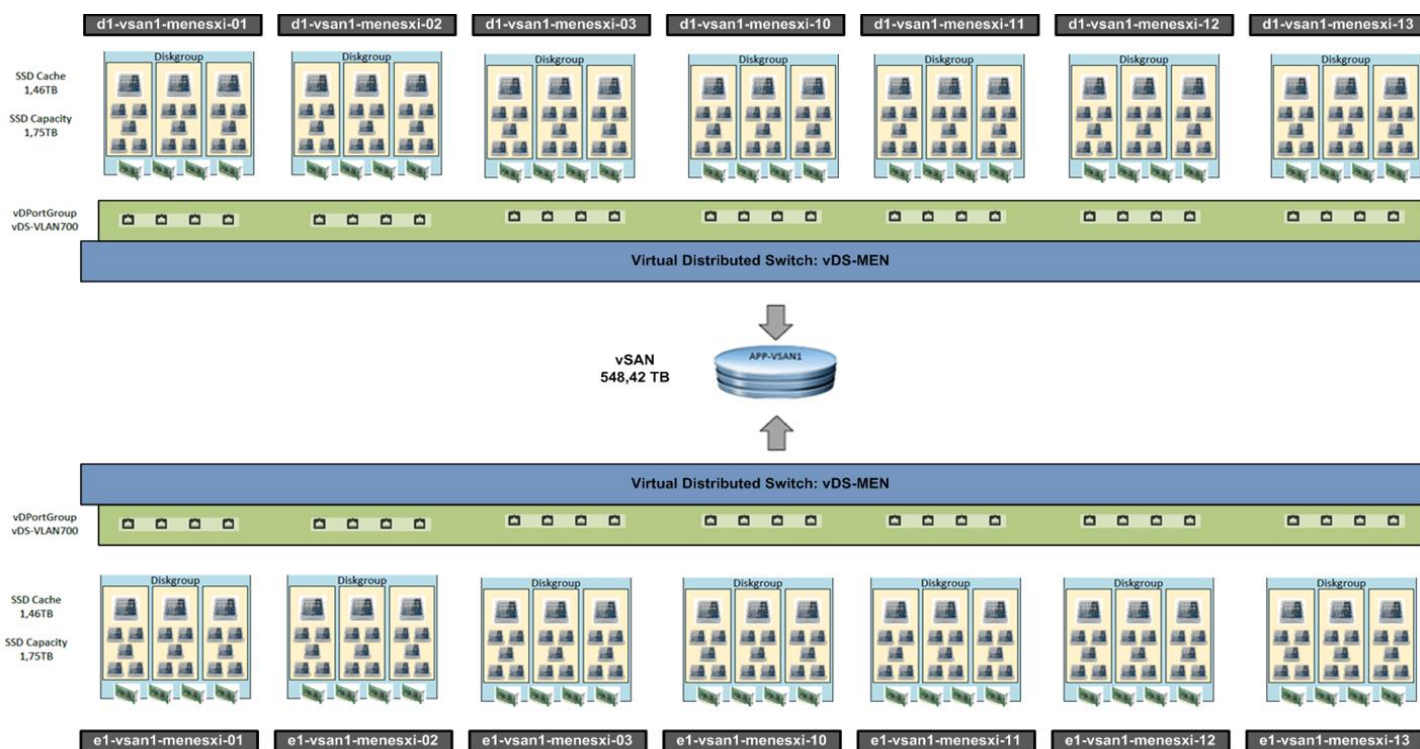 d1-vsan1-menesxi-01 d1-vsan1-menesxi-02 d1-vsan1-menesxi-03 d1-vsan1-menesxi-10 d1-vsan1-menesxi-11 d1-vsan1-menesxi-12 d1-vsan1-menesxi-13
Diskgroup Diskgroup Diskgroup Diskgroup Diskgroup Diskgroup Diskgroup
SSD Cache
1,46TB
SSD Capacity
1,75TB
vDPortGroup
vDS-VLAN700
Virtual Distributed Switch: vDS-MEN
vSAN
548,42 TB
APP-VSAN1
Virtual Distributed Switch: vDS-MEN
vDPortGroup
vDS-VLAN700
Diskgroup Diskgroup Diskgroup Diskgroup Diskgroup Diskgroup Diskgroup
SSD Cache
1,46TB
SSD Capacity
1,75TB
e1-vsan1-menesxi-01 e1-vsan1-menesxi-02 e1-vsan1-menesxi-03 e1-vsan1-menesxi-10 e1-vsan1-menesxi-11 e1-vsan1-menesxi-12 e1-vsan1-menesxi-13